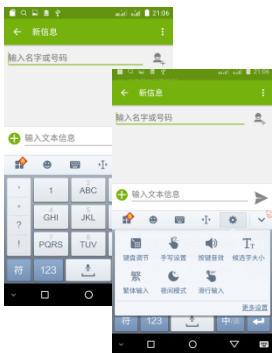 21:06
新信息
输入名字或号码
输入文本信息
1
ABC
GHI
JKL
?
!
PQRS
TUV
符
123
21:06
新信息
输入名字或号码
输入文本信息
键盘调节
手写设置
按键音效
候选字大小
Tт
繁
繁体输入
夜间模式
滑行输入
更多设置
符
123
中